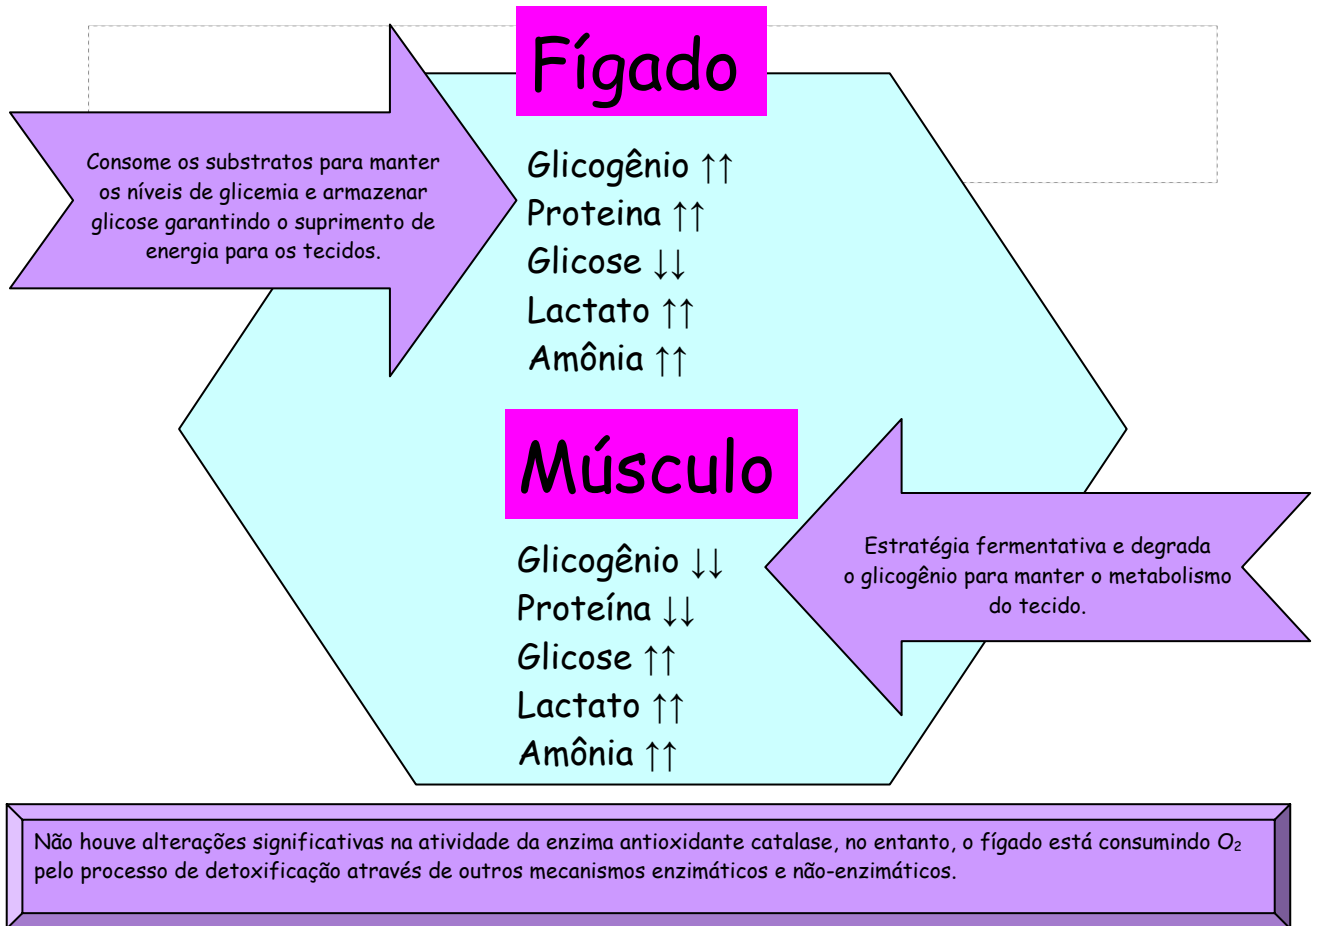 Fígado
Consome os substratos para manter
os níveis de glicemia e armazenar
glicose garantindo o suprimento de
energia para os tecidos.
Glicogênio ↑↑
Proteina ↑↑
Glicose ↓↓
Lactato ↑↑
Amônia ↑↑
Músculo
Glicogênio ↓↓
Proteína ↓↓
Glicose ↑↑
Lactato ↑↑
Amônia ↑↑
Estratégia fermentativa e degrada
o glicogênio para manter o metabolismo
do tecido.
Não houve alterações significativas na atividade da enzima antioxidante catalase, no entanto, o fígado está consumindo O₂
pelo processo de detoxificação através de outros mecanismos enzimáticos e não-enzimáticos.